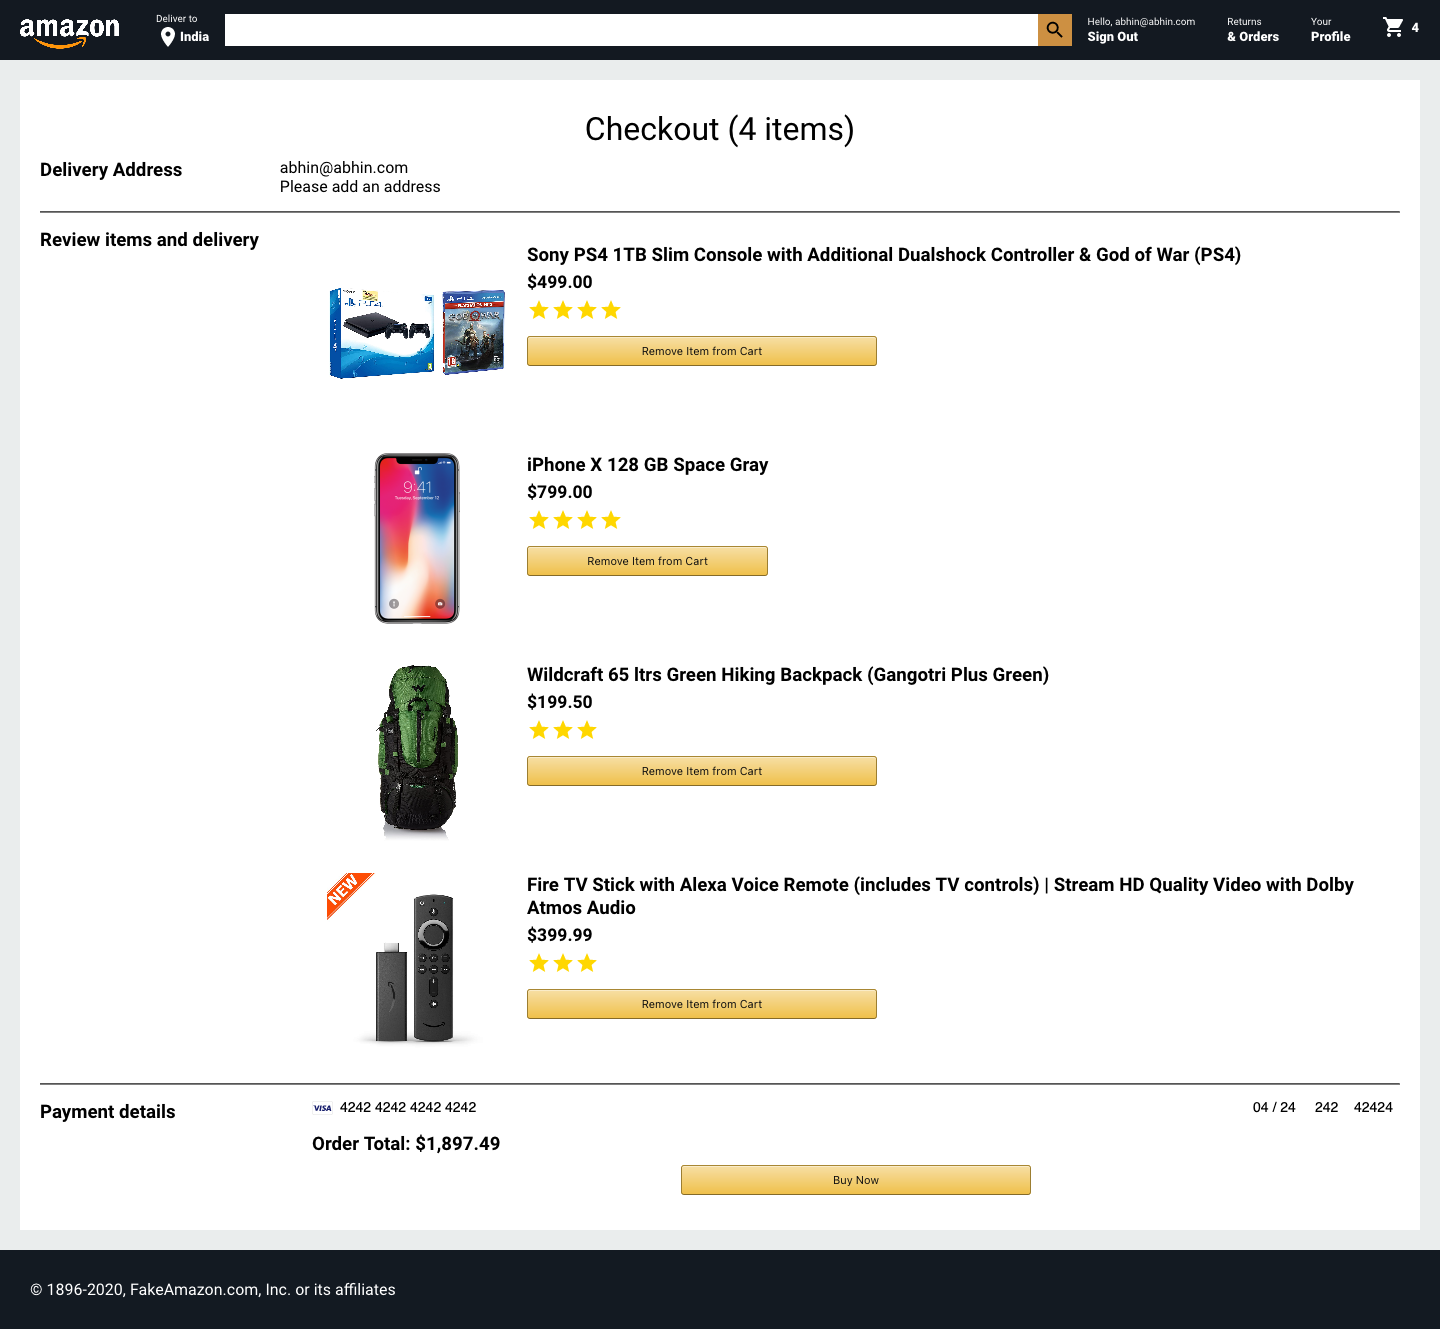 amazon
Deliver to
India
Hello, abhin@abhin.com
Sign Out
Returns
& Orders
Your
Profile
4
Checkout (4 items)
Delivery Address
abhin@abhin.com
Please add an address
Review items and delivery
Sony PS4 1TB Slim Console with Additional Dualshock Controller & God of War (PS4)
$499.00
Remove Item from Cart
iPhone X 128 GB Space Gray
$799.00
Remove Item from Cart
9:41
Tuesday, September 12
Wildcraft 65 ltrs Green Hiking Backpack (Gangotri Plus Green)
$199.50
Remove Item from Cart
NEW
Fire TV Stick with Alexa Voice Remote (includes TV controls) | Stream HD Quality Video with Dolby
Atmos Audio
$399.99
Remove Item from Cart
Payment details
VISA 4242 4242 4242 4242 04 / 24 242 42424
Order Total: $1,897.49
Buy Now
© 1896-2020, FakeAmazon.com, Inc. or its affiliates